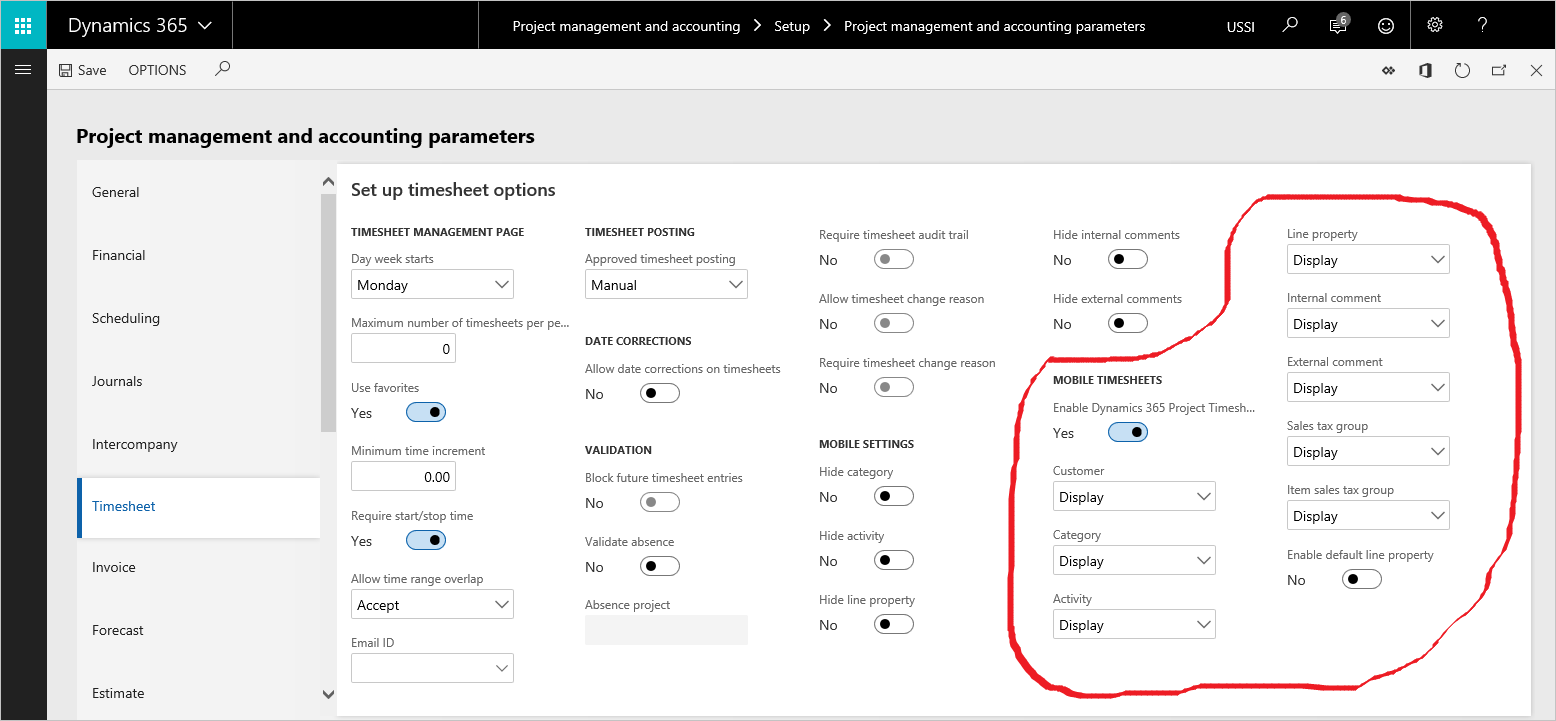 Dynamics 365
Project management and accounting > Setup > Project management and accounting parameters
USSI
6
?
Save
OPTIONS
Project management and accounting parameters
General
Financial
Scheduling
Journals
Intercompany
Timesheet
Invoice
Forecast
Estimate
Set up timesheet options
TIMESHEET MANAGEMENT PAGE
Day week starts
Monday
Maximum number of timesheets per pe...
0
Use favorites
Yes
Minimum time increment
0.00
Require start/stop time
Yes
Allow time range overlap
Accept
Email ID
TIMESHEET POSTING
Approved timesheet posting
Manual
DATE CORRECTIONS
Allow date corrections on timesheets
No
VALIDATION
Block future timesheet entries
No
Validate absence
No
Absence project
Require timesheet audit trail
No
Allow timesheet change reason
No
Require timesheet change reason
No
MOBILE SETTINGS
Hide category
No
Hide activity
No
Hide line property
No
Hide internal comments
No
Hide external comments
No
MOBILE TIMESHEETS
Enable Dynamics 365 Project Timesh...
Yes
Customer
Display
Category
Display
Activity
Display
Line property
Display
Internal comment
Display
External comment
Display
Sales tax group
Display
Item sales tax group
Display
Enable default line property
No